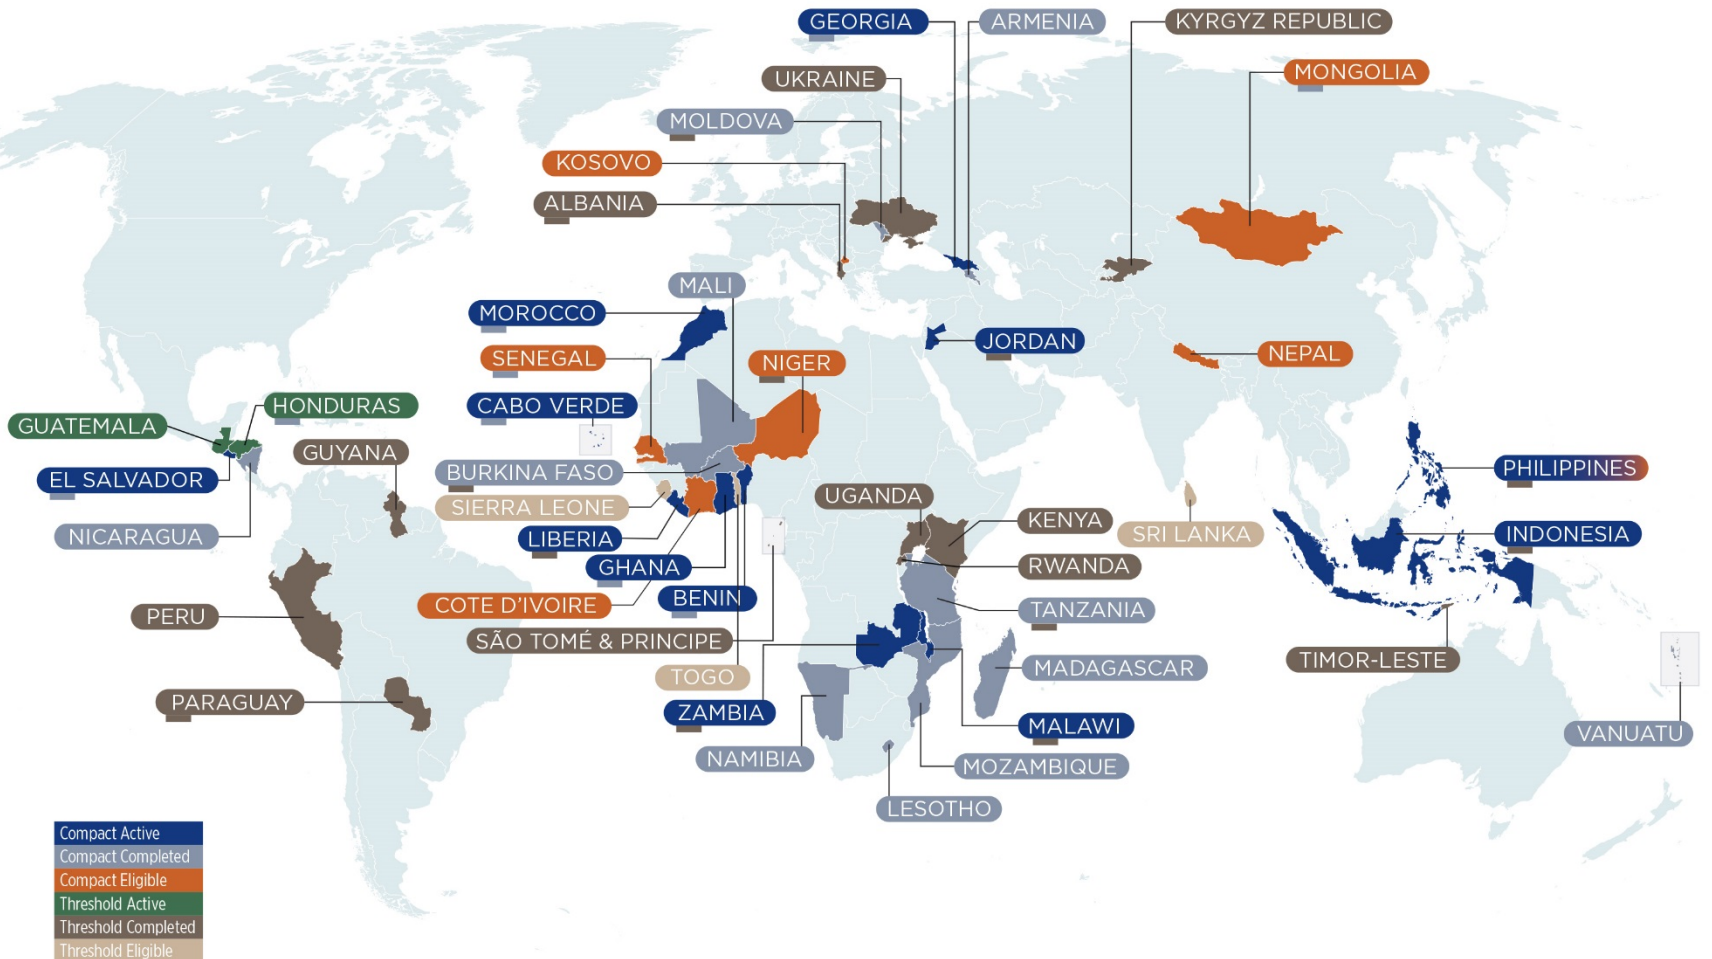 GEORGIA
ARMENIA
KYRGYZ REPUBLIC
UKRAINE
MONGOLIA
MOLDOVA
KOSOVO
ALBANIA
MALI
MOROCCO
JORDAN
SENEGAL
NIGER
NEPAL
CABO VERDE
HONDURAS
GUATEMALA
GUYANA
EL SALVADOR
BURKINA FASO
PHILIPPINES
UGANDA
SIERRA LEONE
KENYA
SRI LANKA
INDONESIA
NICARAGUA
LIBERIA
GHANA
RWANDA
BENIN
COTE D'IVOIRE
TANZANIA
PERU
SÃO TOMÉ & PRINCIPE
TIMOR-LESTE
MADAGASCAR
TOGO
PARAGUAY
ZAMBIA
MALAWI
VANUATU
NAMIBIA
MOZAMBIQUE
LESOTHO
Compact Active
Compact Completed
Compact Eligible
Threshold Active
Threshold Completed
Threshold Eligible